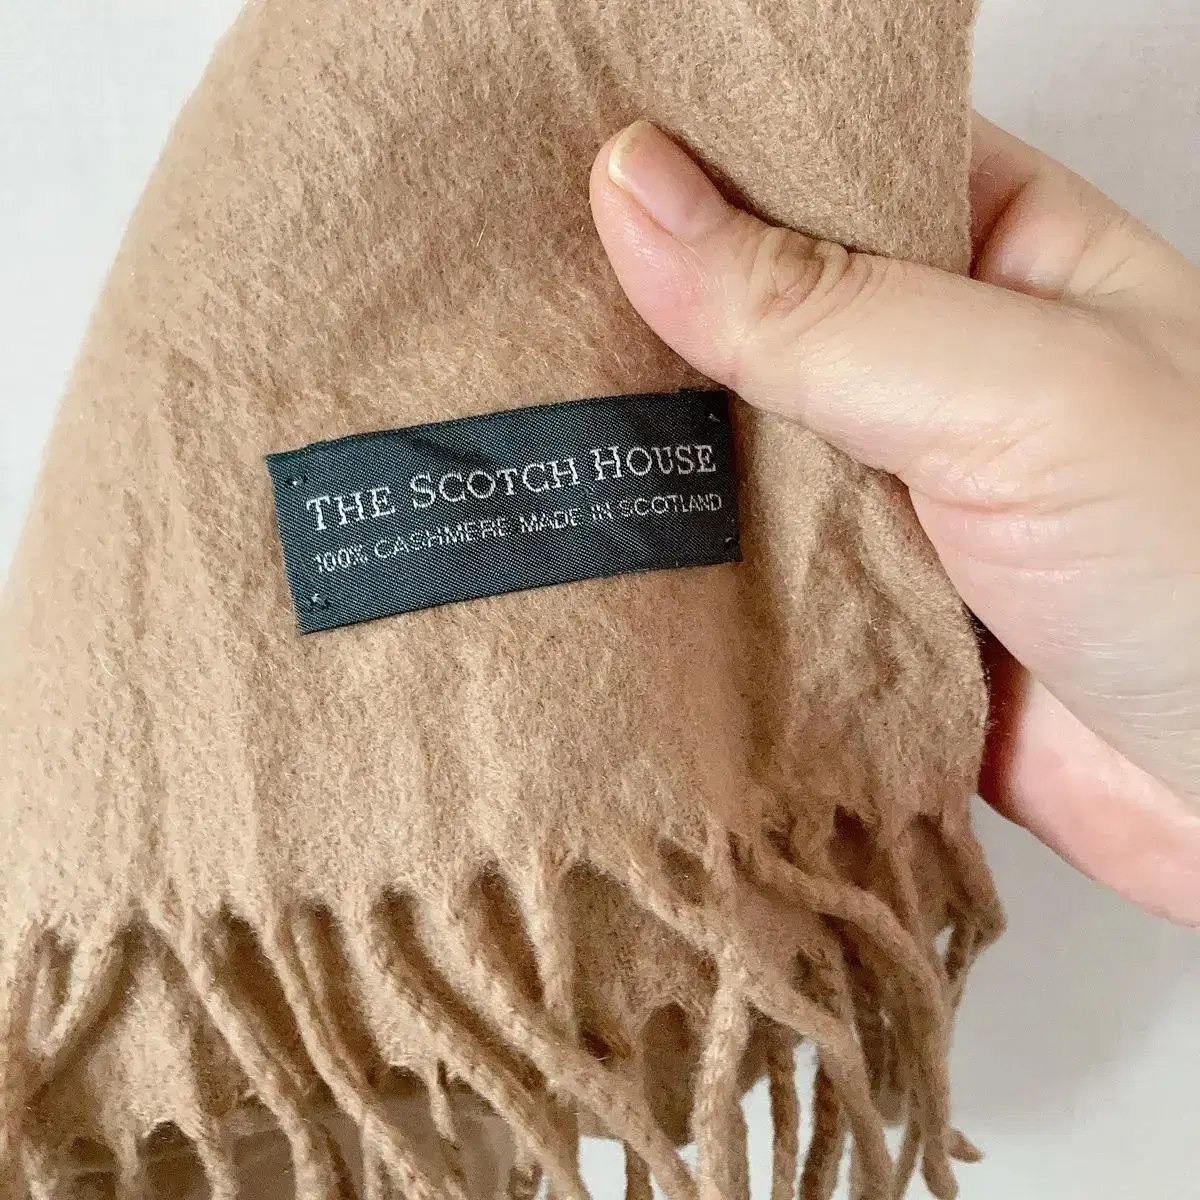 THE SCOTCH HOUSE
100% CASHMERE MADE IN SCOTLAND